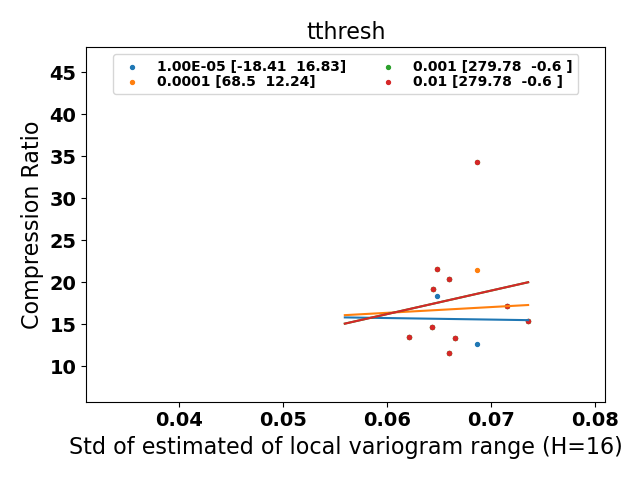 tthresh
1.00E-05 [-18.41  16.83]
0.0001 [68.5  12.24]
0.001 [279.78  -0.6 ]
0.01 [279.78  -0.6 ]
Compression Ratio
45
40
35
30
25
20
15
10
0.04 0.05 0.06 0.07 0.08
Std of estimated of local variogram range (H=16)